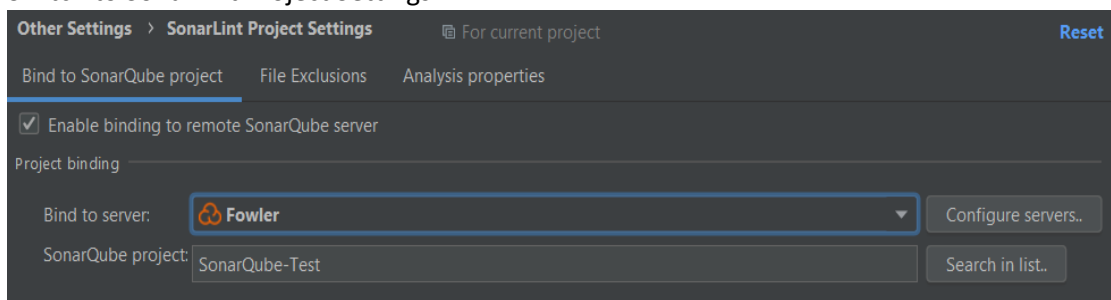 Other Settings > SonarLint Project Settings For current project Reset
Bind to SonarQube project File Exclusions Analysis properties
Enable binding to remote SonarQube server
Project binding
Bind to server: Fowler Configure servers..
SonarQube project: SonarQube-Test Search in list..